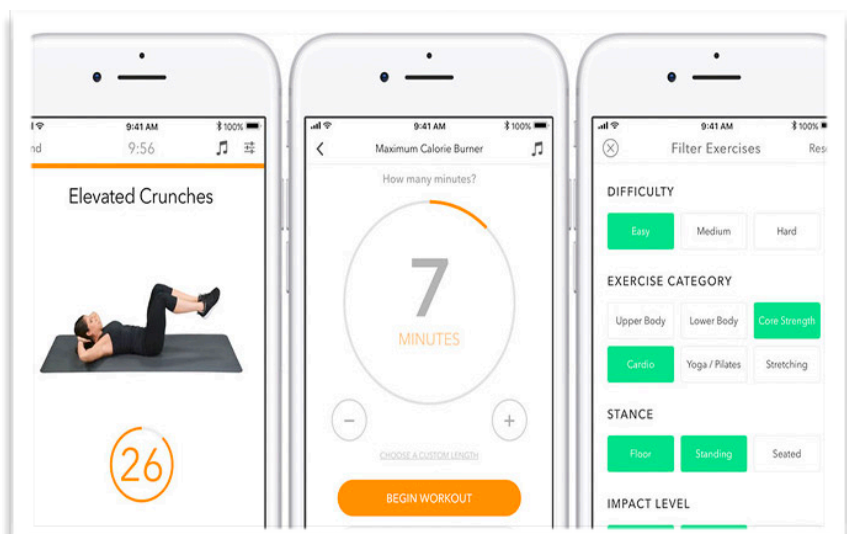 9:41 AM
100%
9:56
Elevated Crunches
26
9:41 AM
100%
Maximum Calorie Burner
How many minutes?
7
MINUTES
−
+
CHOOSE A CUSTOM LENGTH
BEGIN WORKOUT
9:41 AM
100%
Filter Exercises
DIFFICULTY
Easy
Medium
Hard
EXERCISE CATEGORY
Upper Body
Lower Body
Core Strength
Cardio
Yoga / Pilates
Stretching
STANCE
Floor
Standing
Seated
IMPACT LEVEL